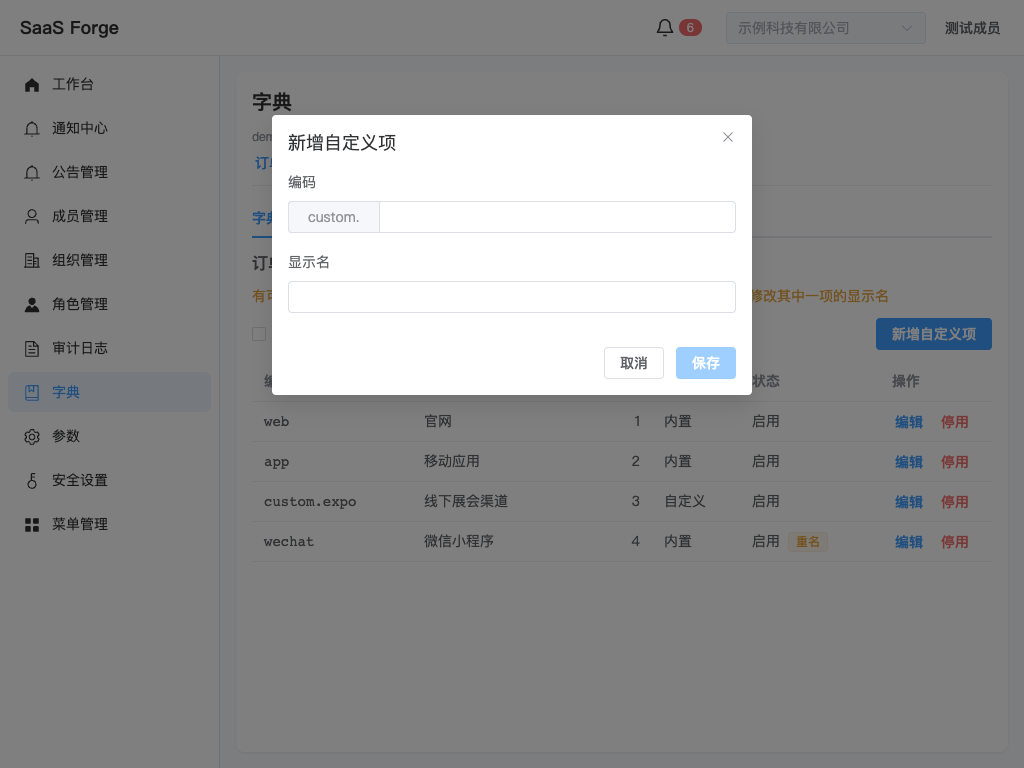 SaaS Forge
6
示例科技有限公司
测试成员
工作台
通知中心
公告管理
成员管理
组织管理
角色管理
审计日志
字典
参数
安全设置
菜单管理
字典
新增自定义项
编码
custom.
显示名
取消
保存
修改其中一项的显示名
新增自定义项
状态 操作
web 官网 1 内置 启用 编辑 停用
app 移动应用 2 内置 启用 编辑 停用
custom.expo 线下展会渠道 3 自定义 启用 编辑 停用
wechat 微信小程序 4 内置 启用 重名 编辑 停用